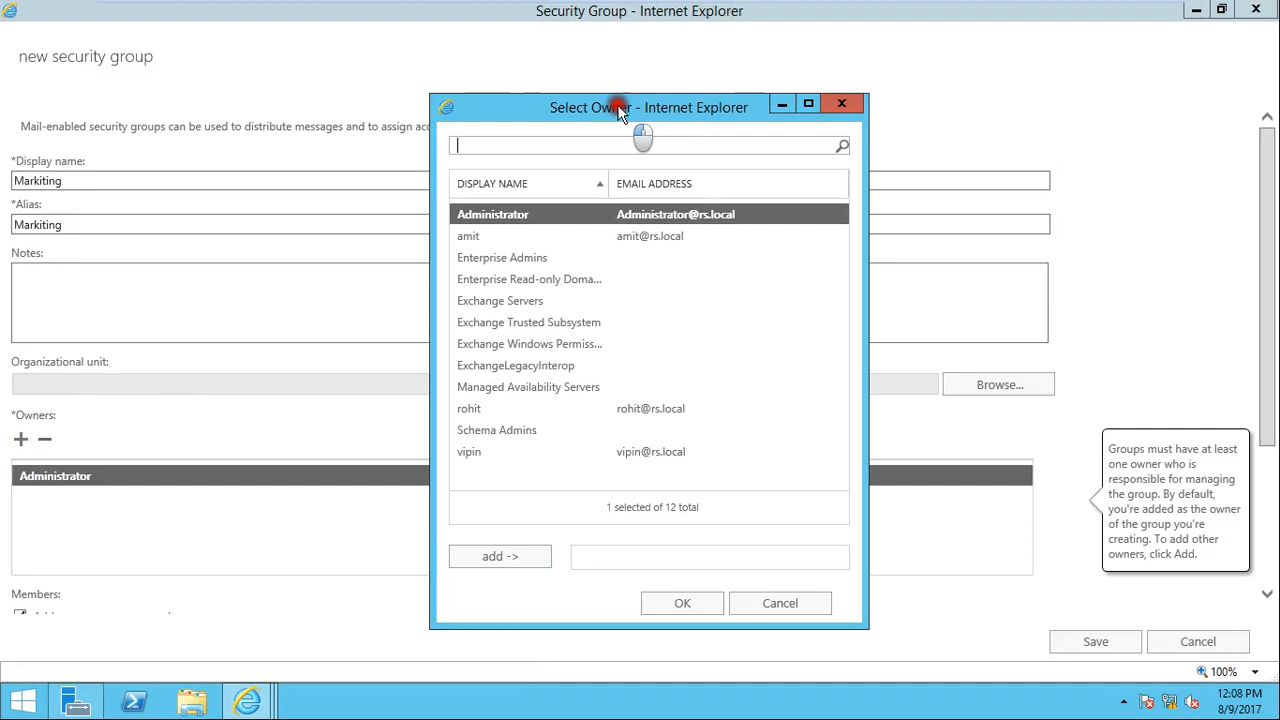 Security Group - Internet Explorer
new security group
Mail-enabled security groups can be used to distribute messages and to assign acc
*Display name:
Markiting
*Alias:
Markiting
Notes:
Organizational unit:
Browse...
*Owners:
Administrator
Members:
Groups must have at least
one owner who is
responsible for managing
the group. By default,
you're added as the owner
of the group you're
creating. To add other
owners, click Add.
Save
Cancel
Select Owner - Internet Explorer
DISPLAY NAME EMAIL ADDRESS
Administrator Administrator@rs.local
amit amit@rs.local
Enterprise Admins
Enterprise Read-only Doma...
Exchange Servers
Exchange Trusted Subsystem
Exchange Windows Permiss...
ExchangeLegacyInterop
Managed Availability Servers
rohit rohit@rs.local
Schema Admins
vipin vipin@rs.local
1 selected of 12 total
add ->
OK
Cancel
100%
12:08 PM
8/9/2017